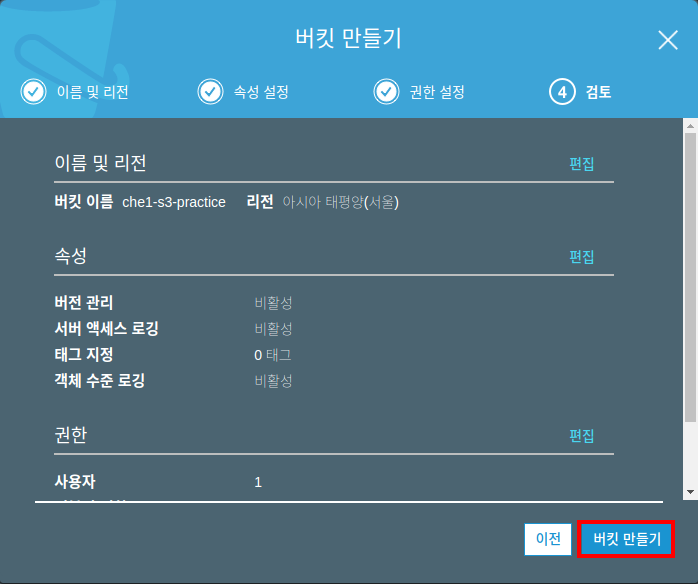 버킷 만들기
이름 및 리전 속성 설정 권한 설정 4 검토
이름 및 리전 편집
버킷 이름 che1-s3-practice 리전 아시아 태평양(서울)
속성 편집
버전 관리 비활성
서버 액세스 로깅 비활성
태그 지정 0 태그
객체 수준 로깅 비활성
권한 편집
사용자 1
이전 버킷 만들기